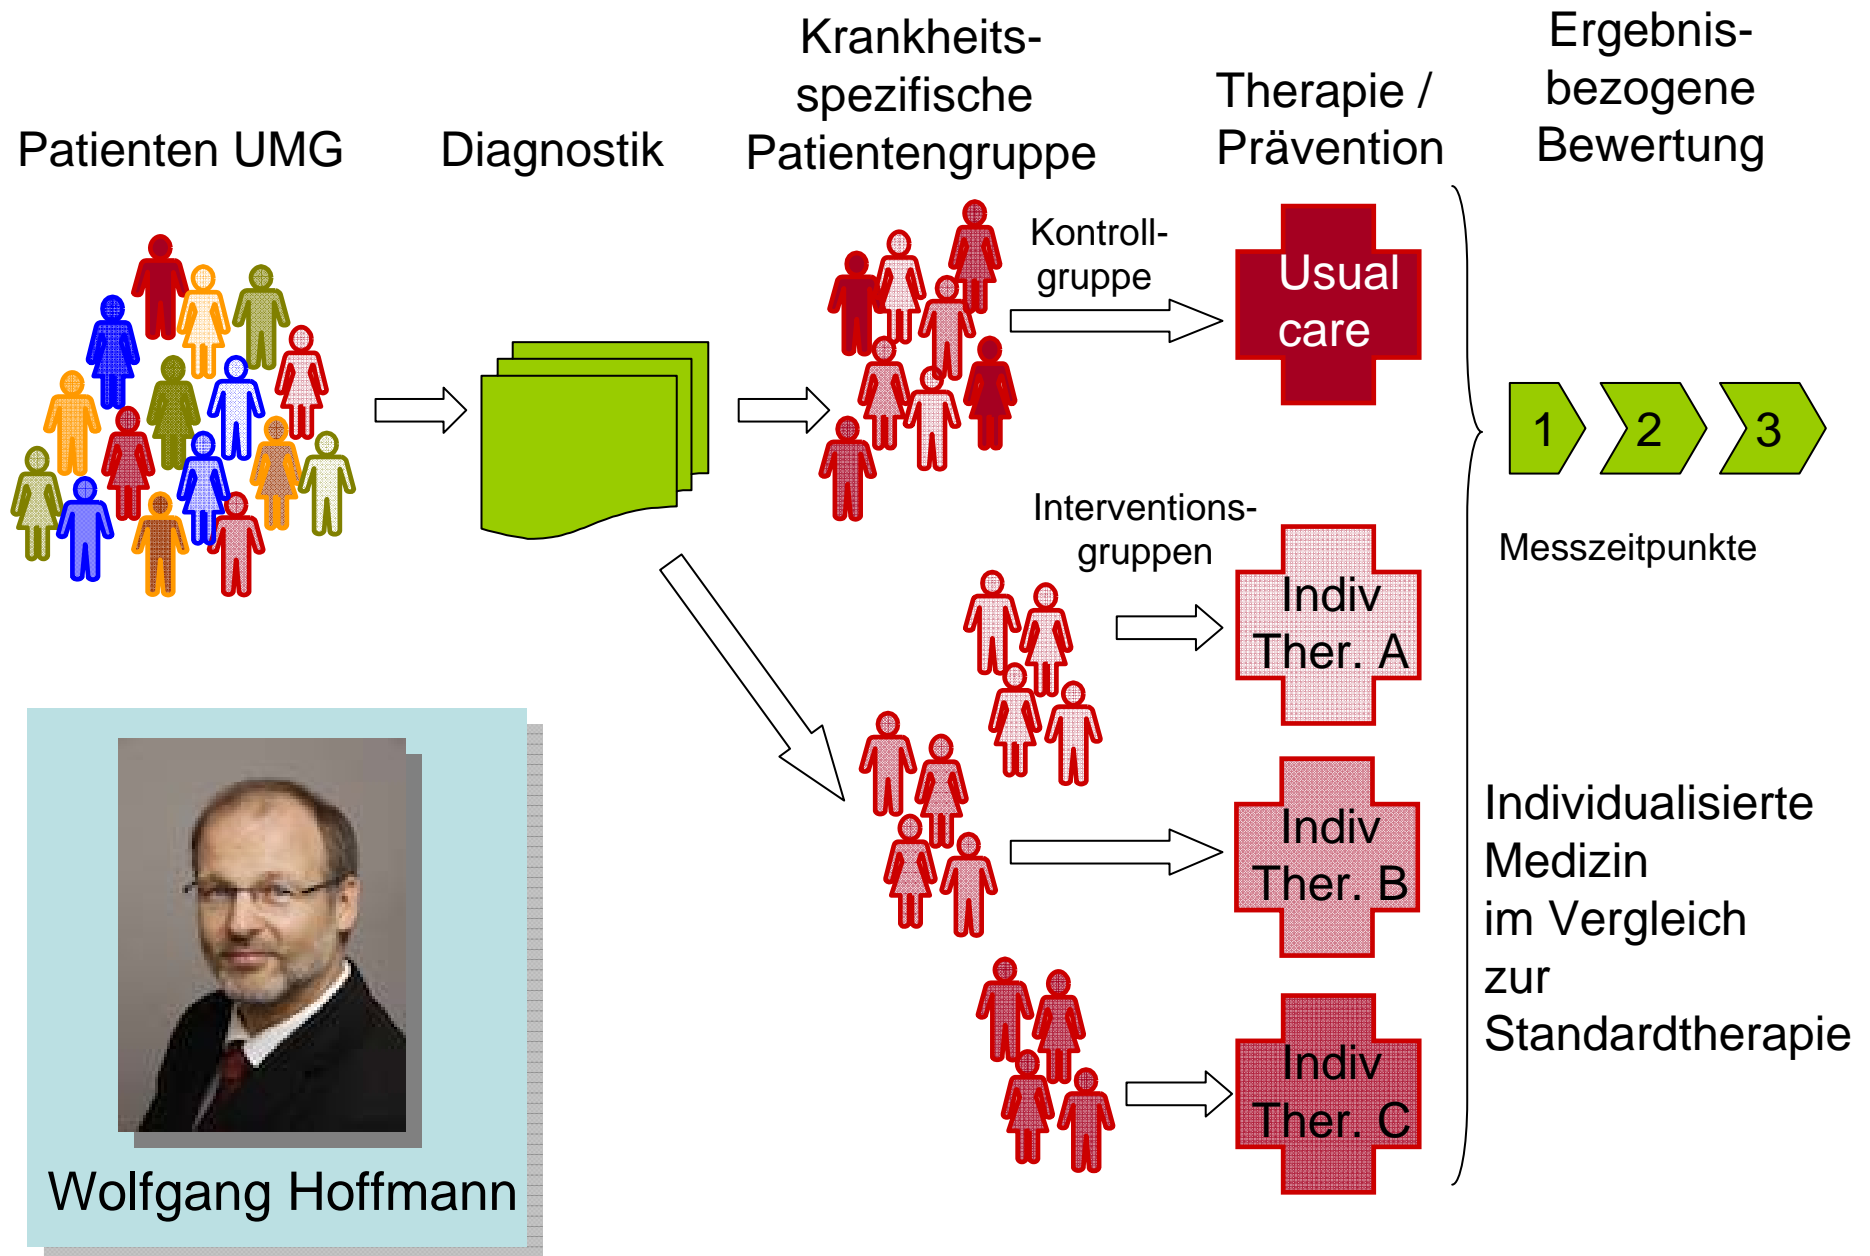 Patienten UMG
Diagnostik
Krankheits-
spezifische
Patientengruppe
Therapie /
Prävention
Ergebnis-
bezogene
Bewertung
Kontroll-
gruppe
Usual
care
1
2
3
Messzeitpunkte
Interventions-
gruppen
Indiv
Ther. A
Indiv
Ther. B
Indiv
Ther. C
Individualisierte
Medizin
im Vergleich
zur
Standardtherapie
Wolfgang Hoffmann